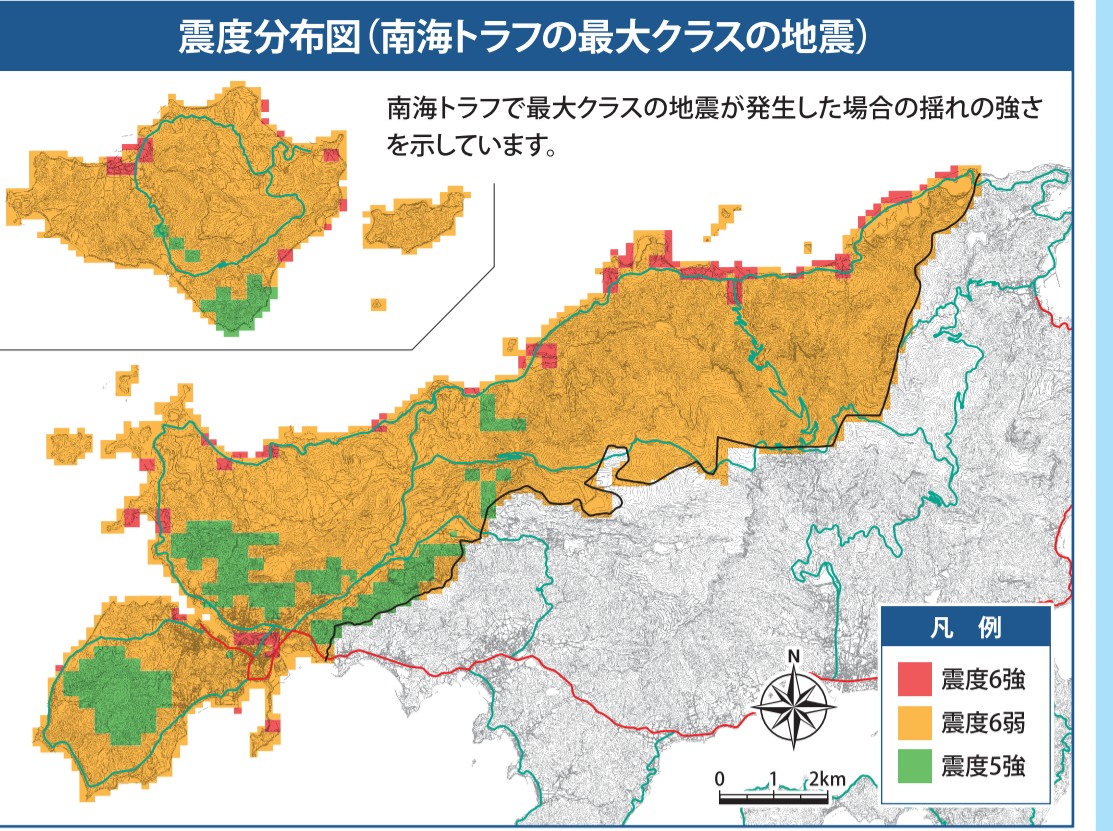 震度分布図（南海トラフの最大クラスの地震）
南海トラフで最大クラスの地震が発生した場合の揺れの強さ
を示しています。
凡 例
震度6強
震度6弱
震度5強
N
0 1 2km